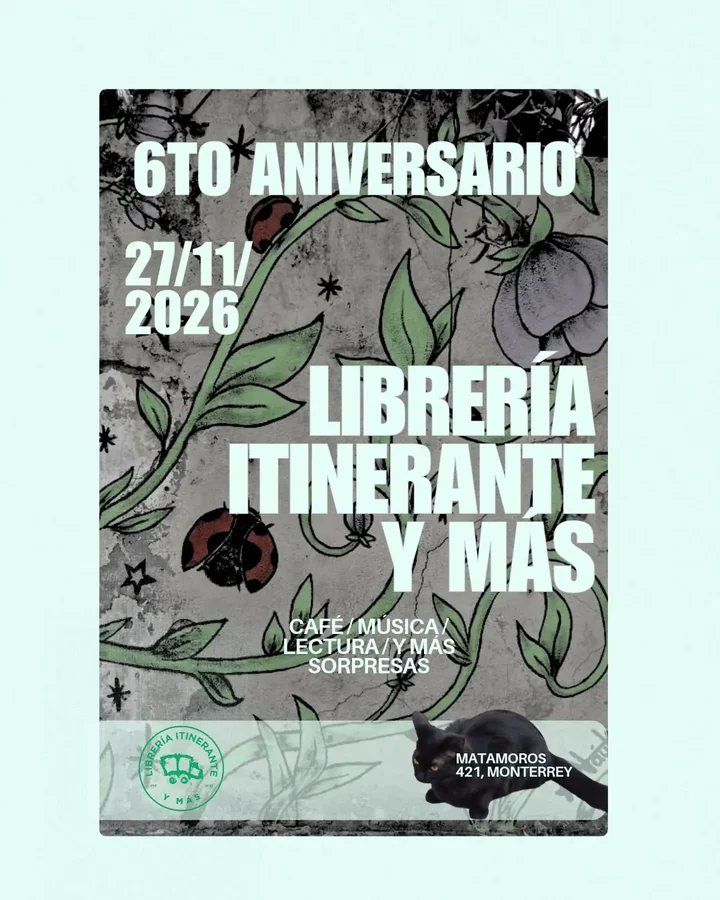 6TO ANIVERSARIO
27/11/
2026
LIBRERÍA
ITINERANTE
Y MÁS
CAFÉ / MÚSICA /
LECTURA / Y MÁS
SORPRESAS
LIBRERÍA ITINERANTE
Y MÁS
MATAMOROS
421, MONTERREY